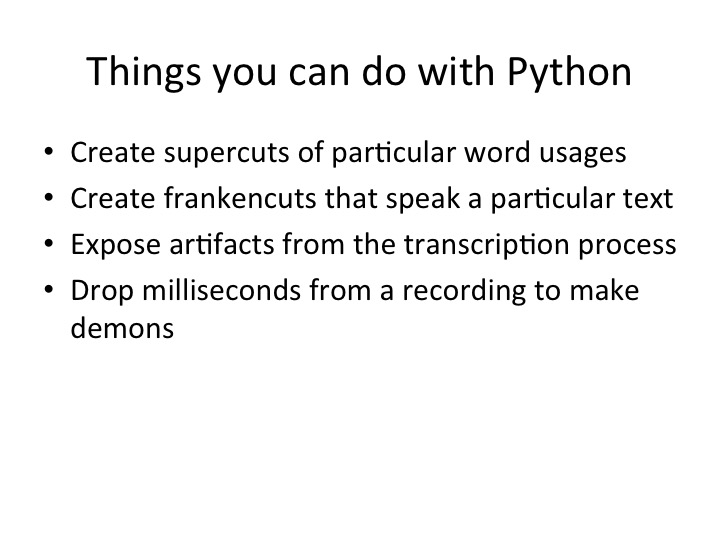 Things you can do with Python
• Create supercuts of particular word usages
• Create frankencuts that speak a particular text
• Expose artifacts from the transcription process
• Drop milliseconds from a recording to make
demons